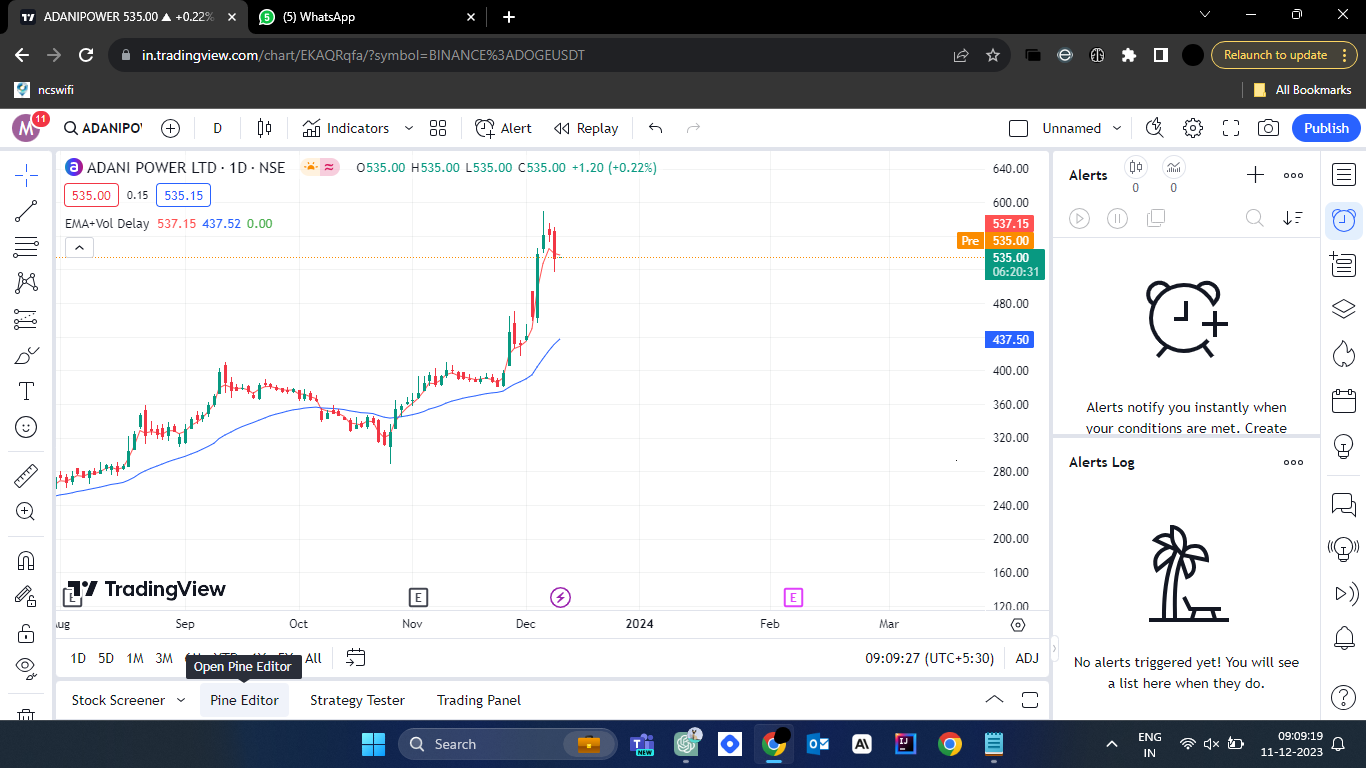 ADANIPOWER 535.00 ▲ +0.22%
(5) WhatsApp
in.tradingview.com/chart/EKAQRqfa/?symbol=BINANCE%3ADOGEUSDT
Relaunch to update
ncswifi
All Bookmarks
M 11
ADANIPO
D
Indicators
Alert
Replay
Unnamed
Publish
ADANI POWER LTD · 1D · NSE
O535.00 H535.00 L535.00 C535.00 +1.20 (+0.22%)
535.00 0.15 535.15
EMA+Vol Delay 537.15 437.52 0.00
640.00
600.00
537.15
Pre 535.00
535.00
06:20:31
480.00
437.50
400.00
360.00
320.00
280.00
240.00
200.00
160.00
120.00
TradingView
E
E
E
Sep Oct Nov Dec 2024 Feb Mar
1D 5D 1M 3M All
09:09:27 (UTC+5:30) ADJ
Open Pine Editor
Stock Screener Pine Editor Strategy Tester Trading Panel
Alerts
0 0
Alerts notify you instantly when
your conditions are met. Create
Alerts Log
No alerts triggered yet! You will see
a list here when they do.
Search
NEW
ENG
IN
09:09:19
11-12-2023